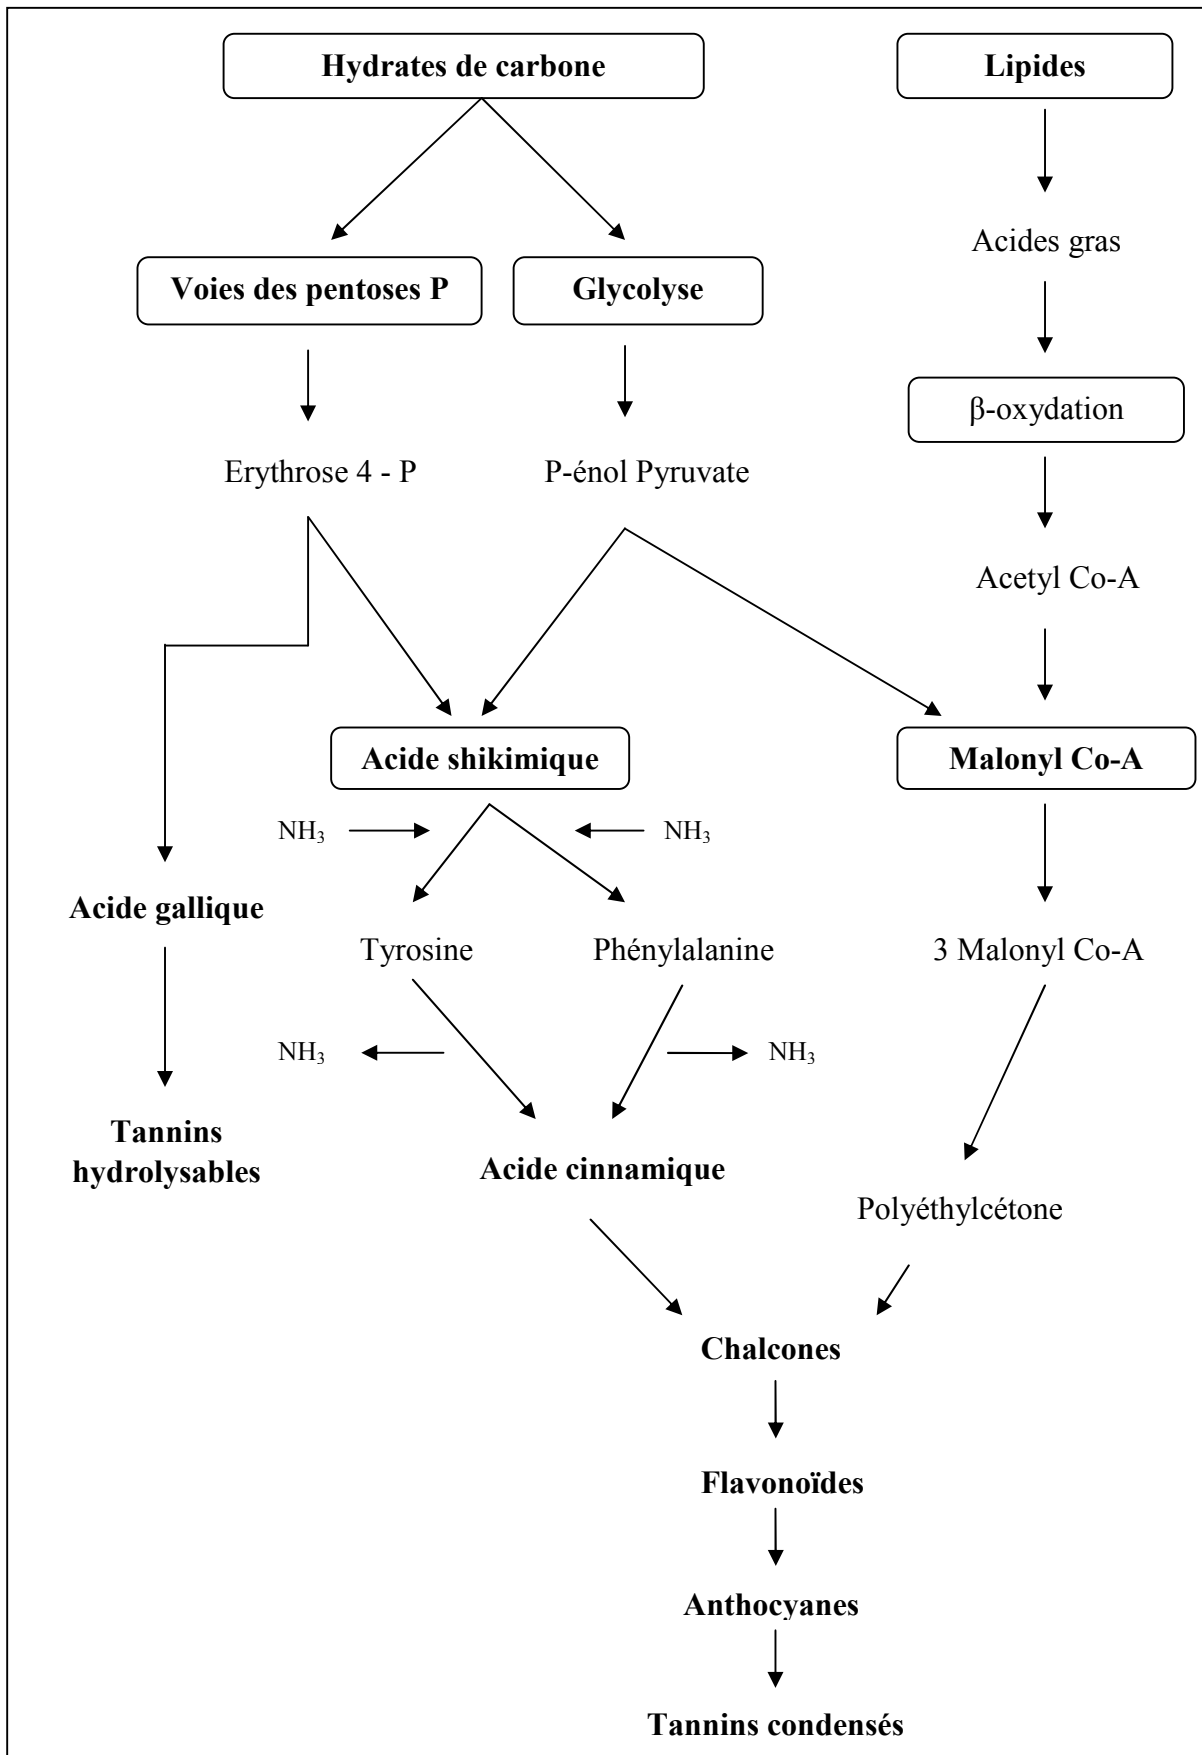 Hydrates de carbone
Lipides
Acides gras
Voies des pentoses P
Glycolyse
β-oxydation
Erythrose 4 - P
P-énol Pyruvate
Acetyl Co-A
Acide shikimique
Malonyl Co-A
NH₃
NH₃
Acide gallique
Tyrosine
Phénylalanine
3 Malonyl Co-A
NH₃
NH₃
Tannins
hydrolysables
Acide cinnamique
Polyéthylcétone
Chalcones
Flavonoïdes
Anthocyanes
Tannins condensés